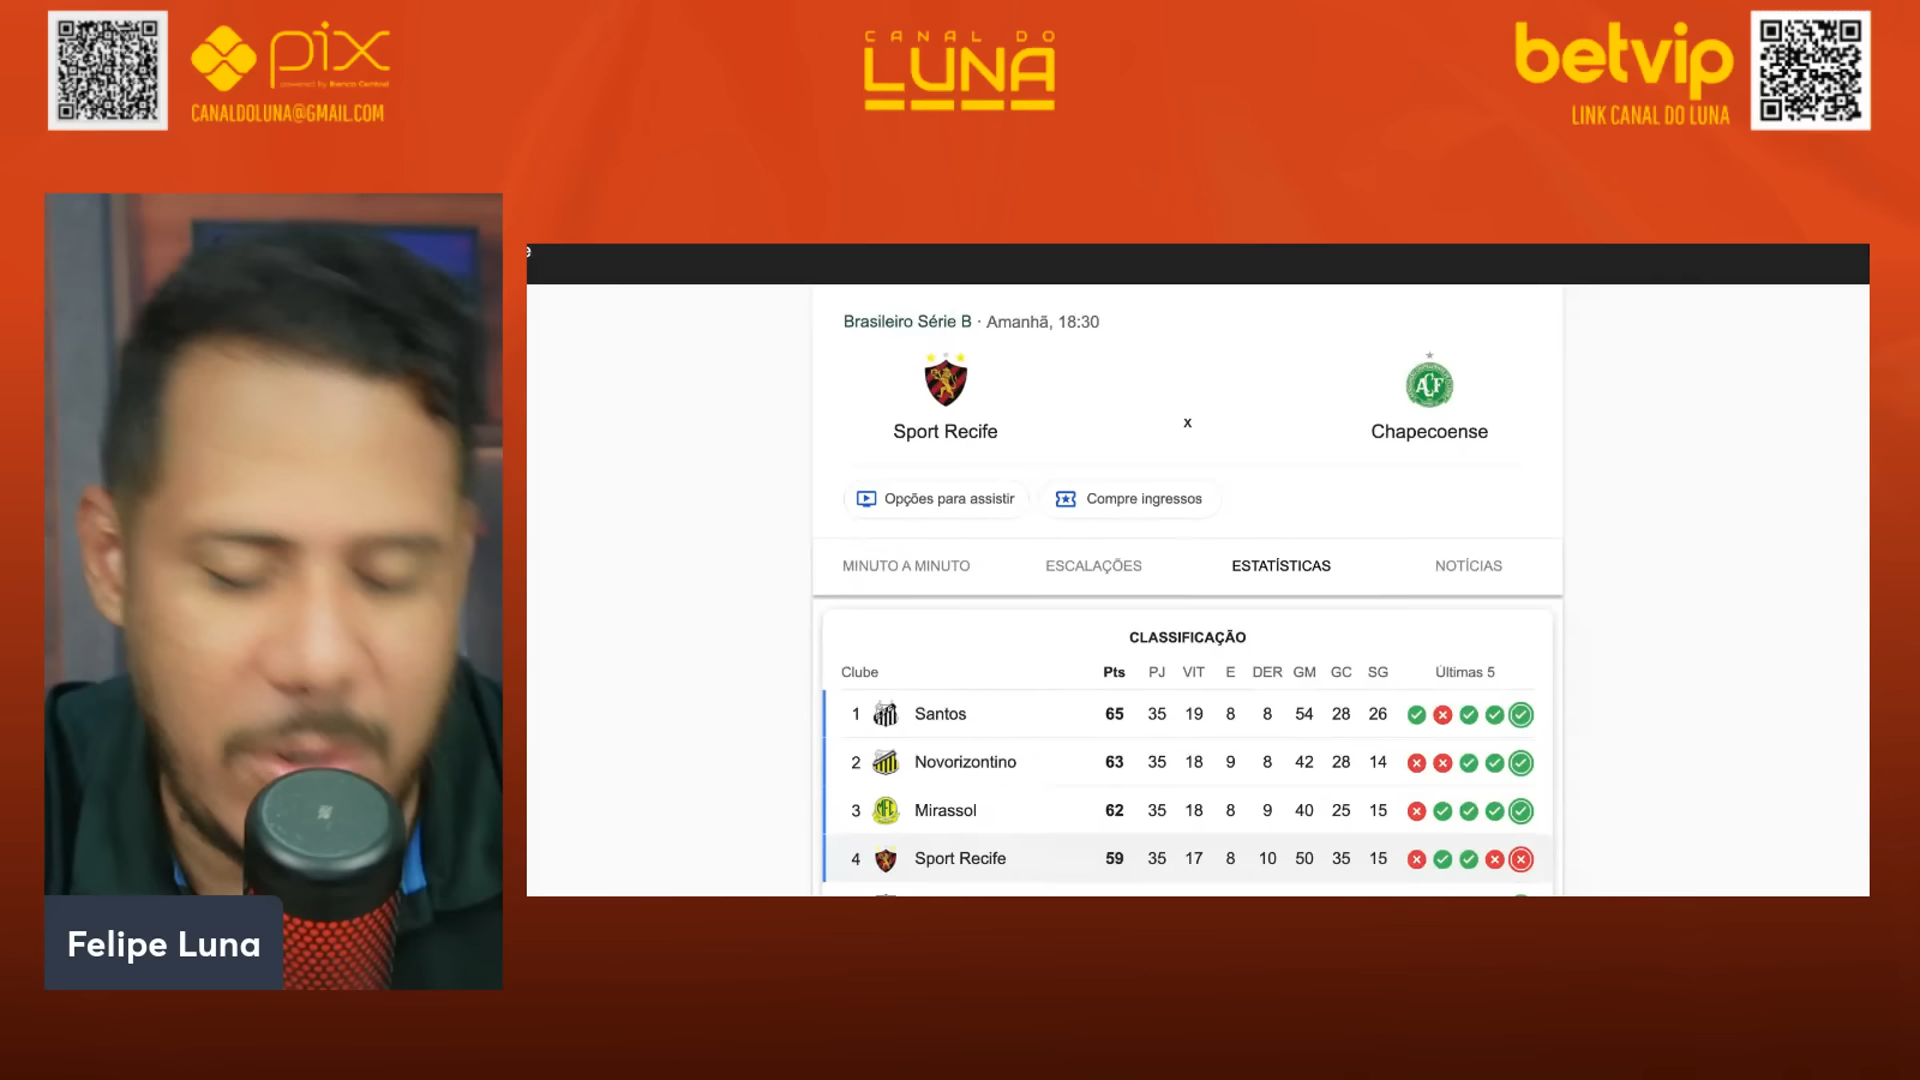 pix
powered by Banco Central
CANALDOLUNA@GMAIL.COM
CANAL DO
LUNA
betvip
LINK CANAL DO LUNA
Felipe Luna
e
Brasileiro Série B · Amanhã, 18:30
Sport Recife
x
Chapecoense
Opções para assistir
Compre ingressos
MINUTO A MINUTO
ESCALAÇÕES
ESTATÍSTICAS
NOTÍCIAS
CLASSIFICAÇÃO
Clube Pts PJ VIT E DER GM GC SG Últimas 5
1 Santos 65 35 19 8 8 54 28 26
2 Novorizontino 63 35 18 9 8 42 28 14
3 Mirassol 62 35 18 8 9 40 25 15
4 Sport Recife 59 35 17 8 10 50 35 15